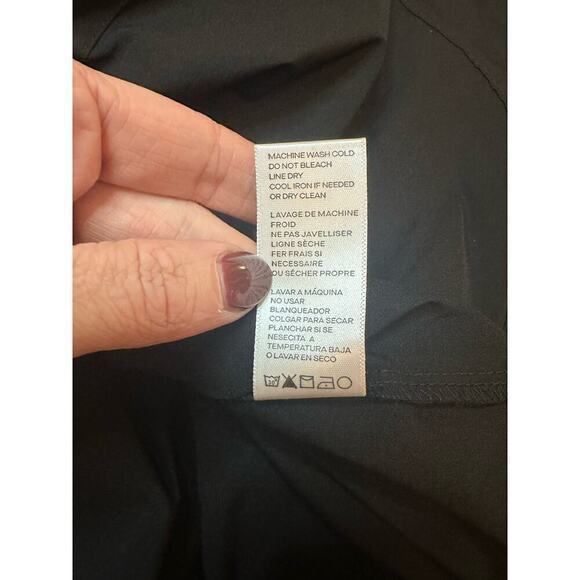 MACHINE WASH COLD
DO NOT BLEACH
LINE DRY
COOL IRON IF NEEDED
OR DRY CLEAN
LAVAGE DE MACHINE
FROID
NE PAS JAVELLISER
LIGNE SÈCHE
FER FRAIS SI
NECESSAIRE
OU SÉCHER PROPRE
LAVAR A MÁQUINA
NO USAR
BLANQUEADOR
COLGAR PARA SECAR
PLANCHAR SI SE
NESECITA A
TEMPERATURA BAJA
O LAVAR EN SECO
30°